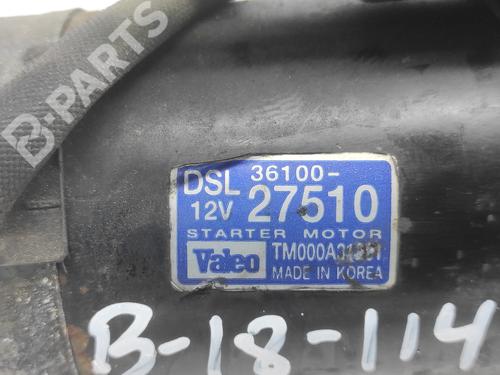 B-PARTS
DSL 36100-
12V 27510
STARTER MOTOR
Valeo
MADE IN KOREA
B-18-114